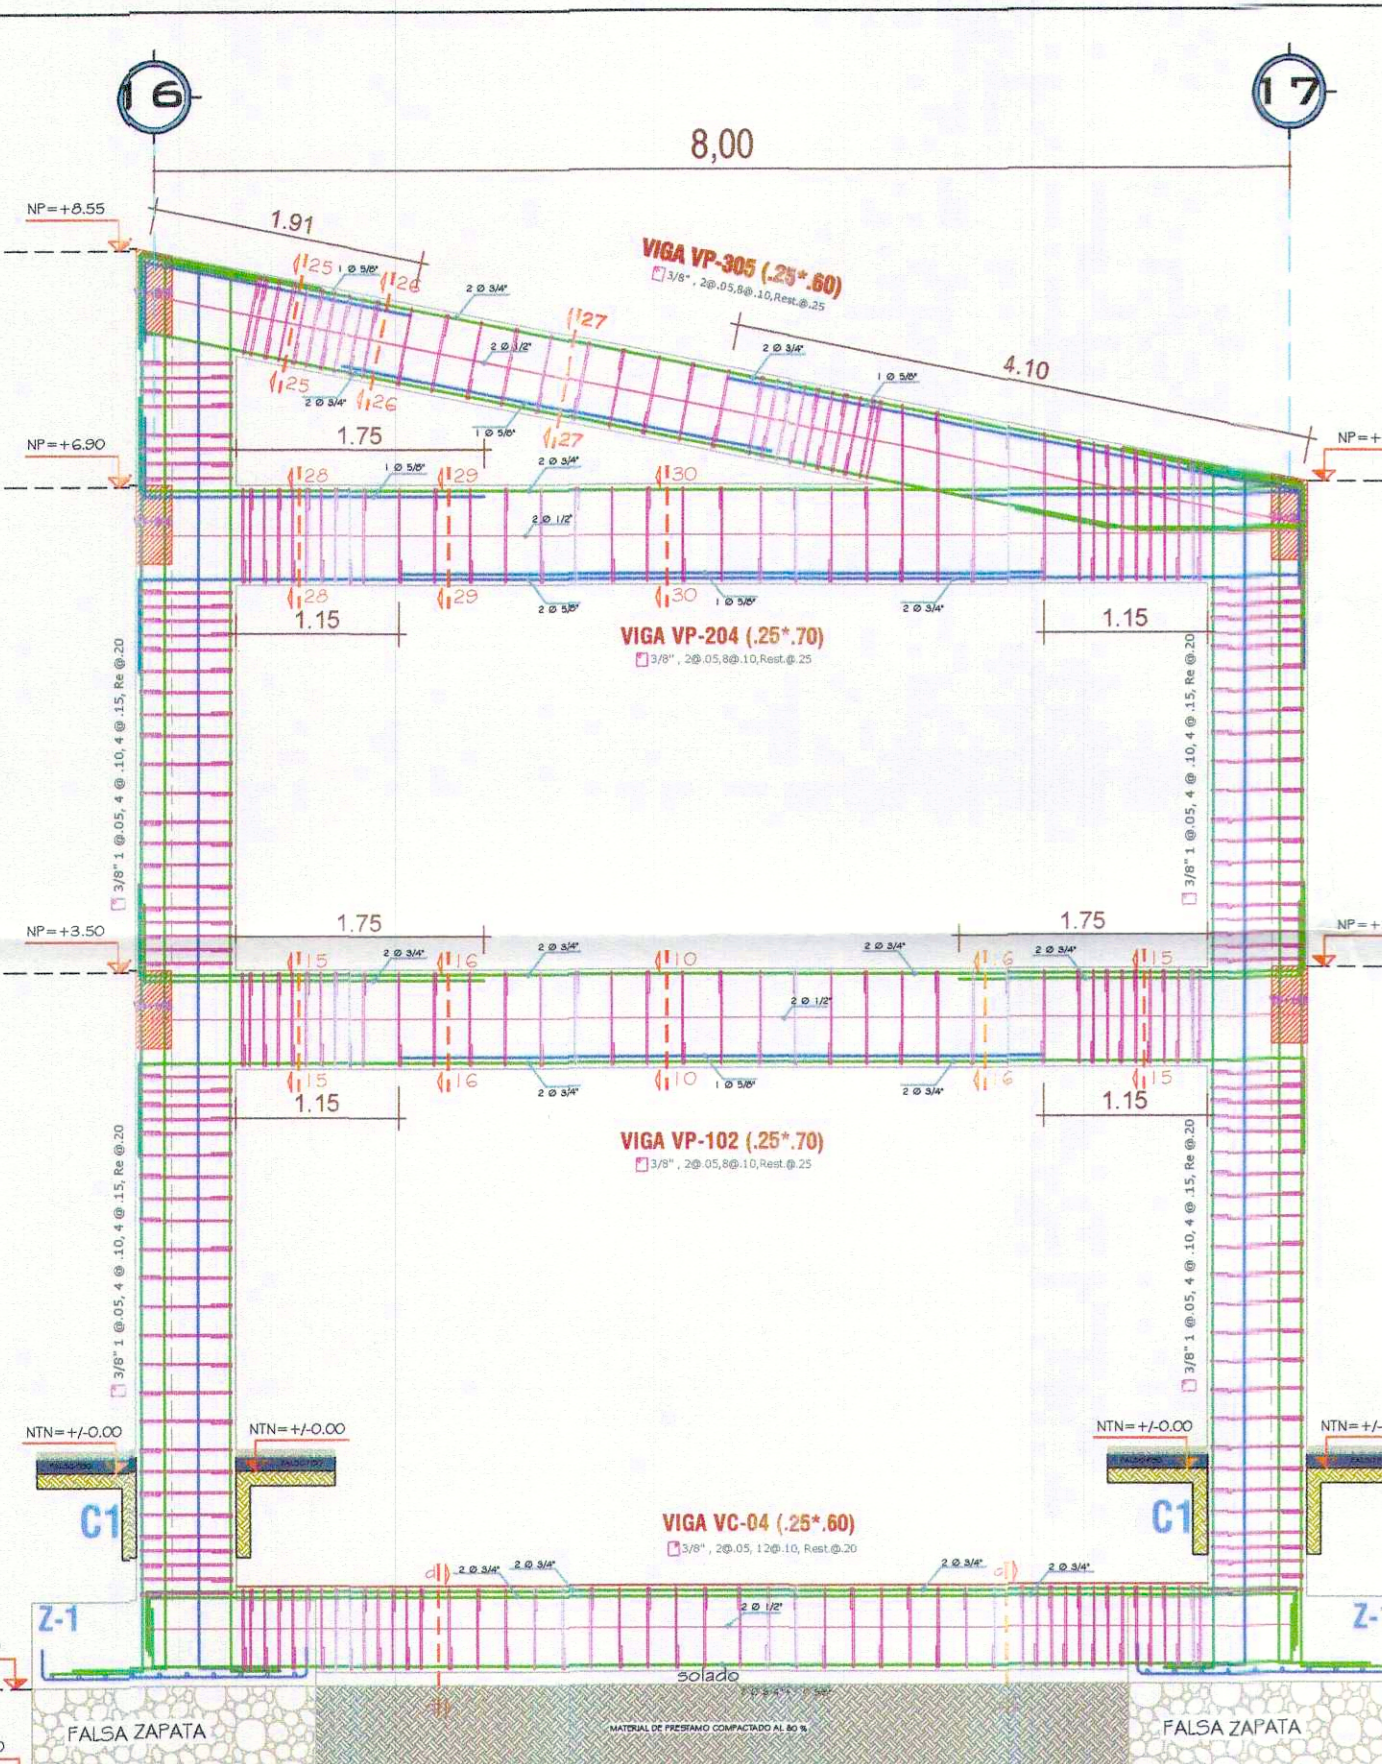 16
17
8,00
NP=+8.55
1.91
VIGA VP-305 (.25*.60)
3/8", 2@.05,8@.10,Rest.@.25
25
1 Ø 5/8"
26
2 Ø 3/4"
27
2 Ø 1/2"
2 Ø 3/4"
4.10
1 Ø 5/8"
25
2 Ø 3/4"
26
1 Ø 5/8"
27
NP=+6.90
NP=+
1.75
28
1 Ø 5/8"
29
2 Ø 3/4"
30
2 Ø 1/2"
28
29
2 Ø 5/8"
30
1 Ø 5/8"
2 Ø 3/4"
1.15
1.15
VIGA VP-204 (.25*.70)
3/8", 2@.05,8@.10,Rest.@.25
3/8" 1 @.05, 4 @ .10, 4 @ .15, Re @.20
3/8" 1 @.05, 4 @ .10, 4 @ .15, Re @.20
NP=+3.50
NP=+
1.75
1.75
15
2 Ø 3/4"
16
2 Ø 3/4"
10
2 Ø 3/4"
16
2 Ø 3/4"
15
2 Ø 1/2"
15
16
2 Ø 3/4"
10
1 Ø 5/8"
2 Ø 3/4"
16
15
1.15
1.15
VIGA VP-102 (.25*.70)
3/8", 2@.05,8@.10,Rest.@.25
3/8" 1 @.05, 4 @ .10, 4 @ .15, Re @.20
3/8" 1 @.05, 4 @ .10, 4 @ .15, Re @.20
NTN=+/-0.00
NTN=+/-0.00
NTN=+/-0.00
NTN=+/-
C1
C1
VIGA VC-04 (.25*.60)
3/8", 2@.05, 12@.10, Rest.@.20
d
2 Ø 3/4"
2 Ø 3/4"
2 Ø 3/4"
d
2 Ø 3/4"
Z-1
2 Ø 1/2"
Z-
solado
FALSA ZAPATA
MATERIAL DE PRESTAMO COMPACTADO AL 80 %
FALSA ZAPATA